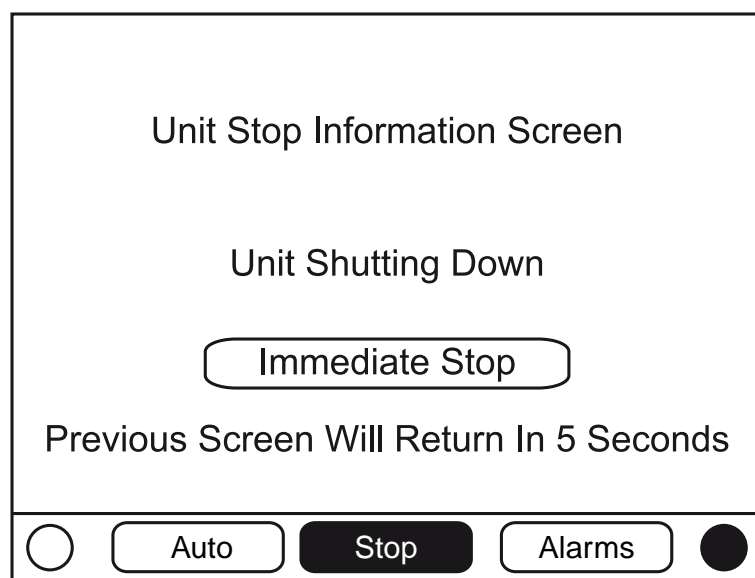 Unit Stop Information Screen
Unit Shutting Down
Immediate Stop
Previous Screen Will Return In 5 Seconds
Auto Stop Alarms